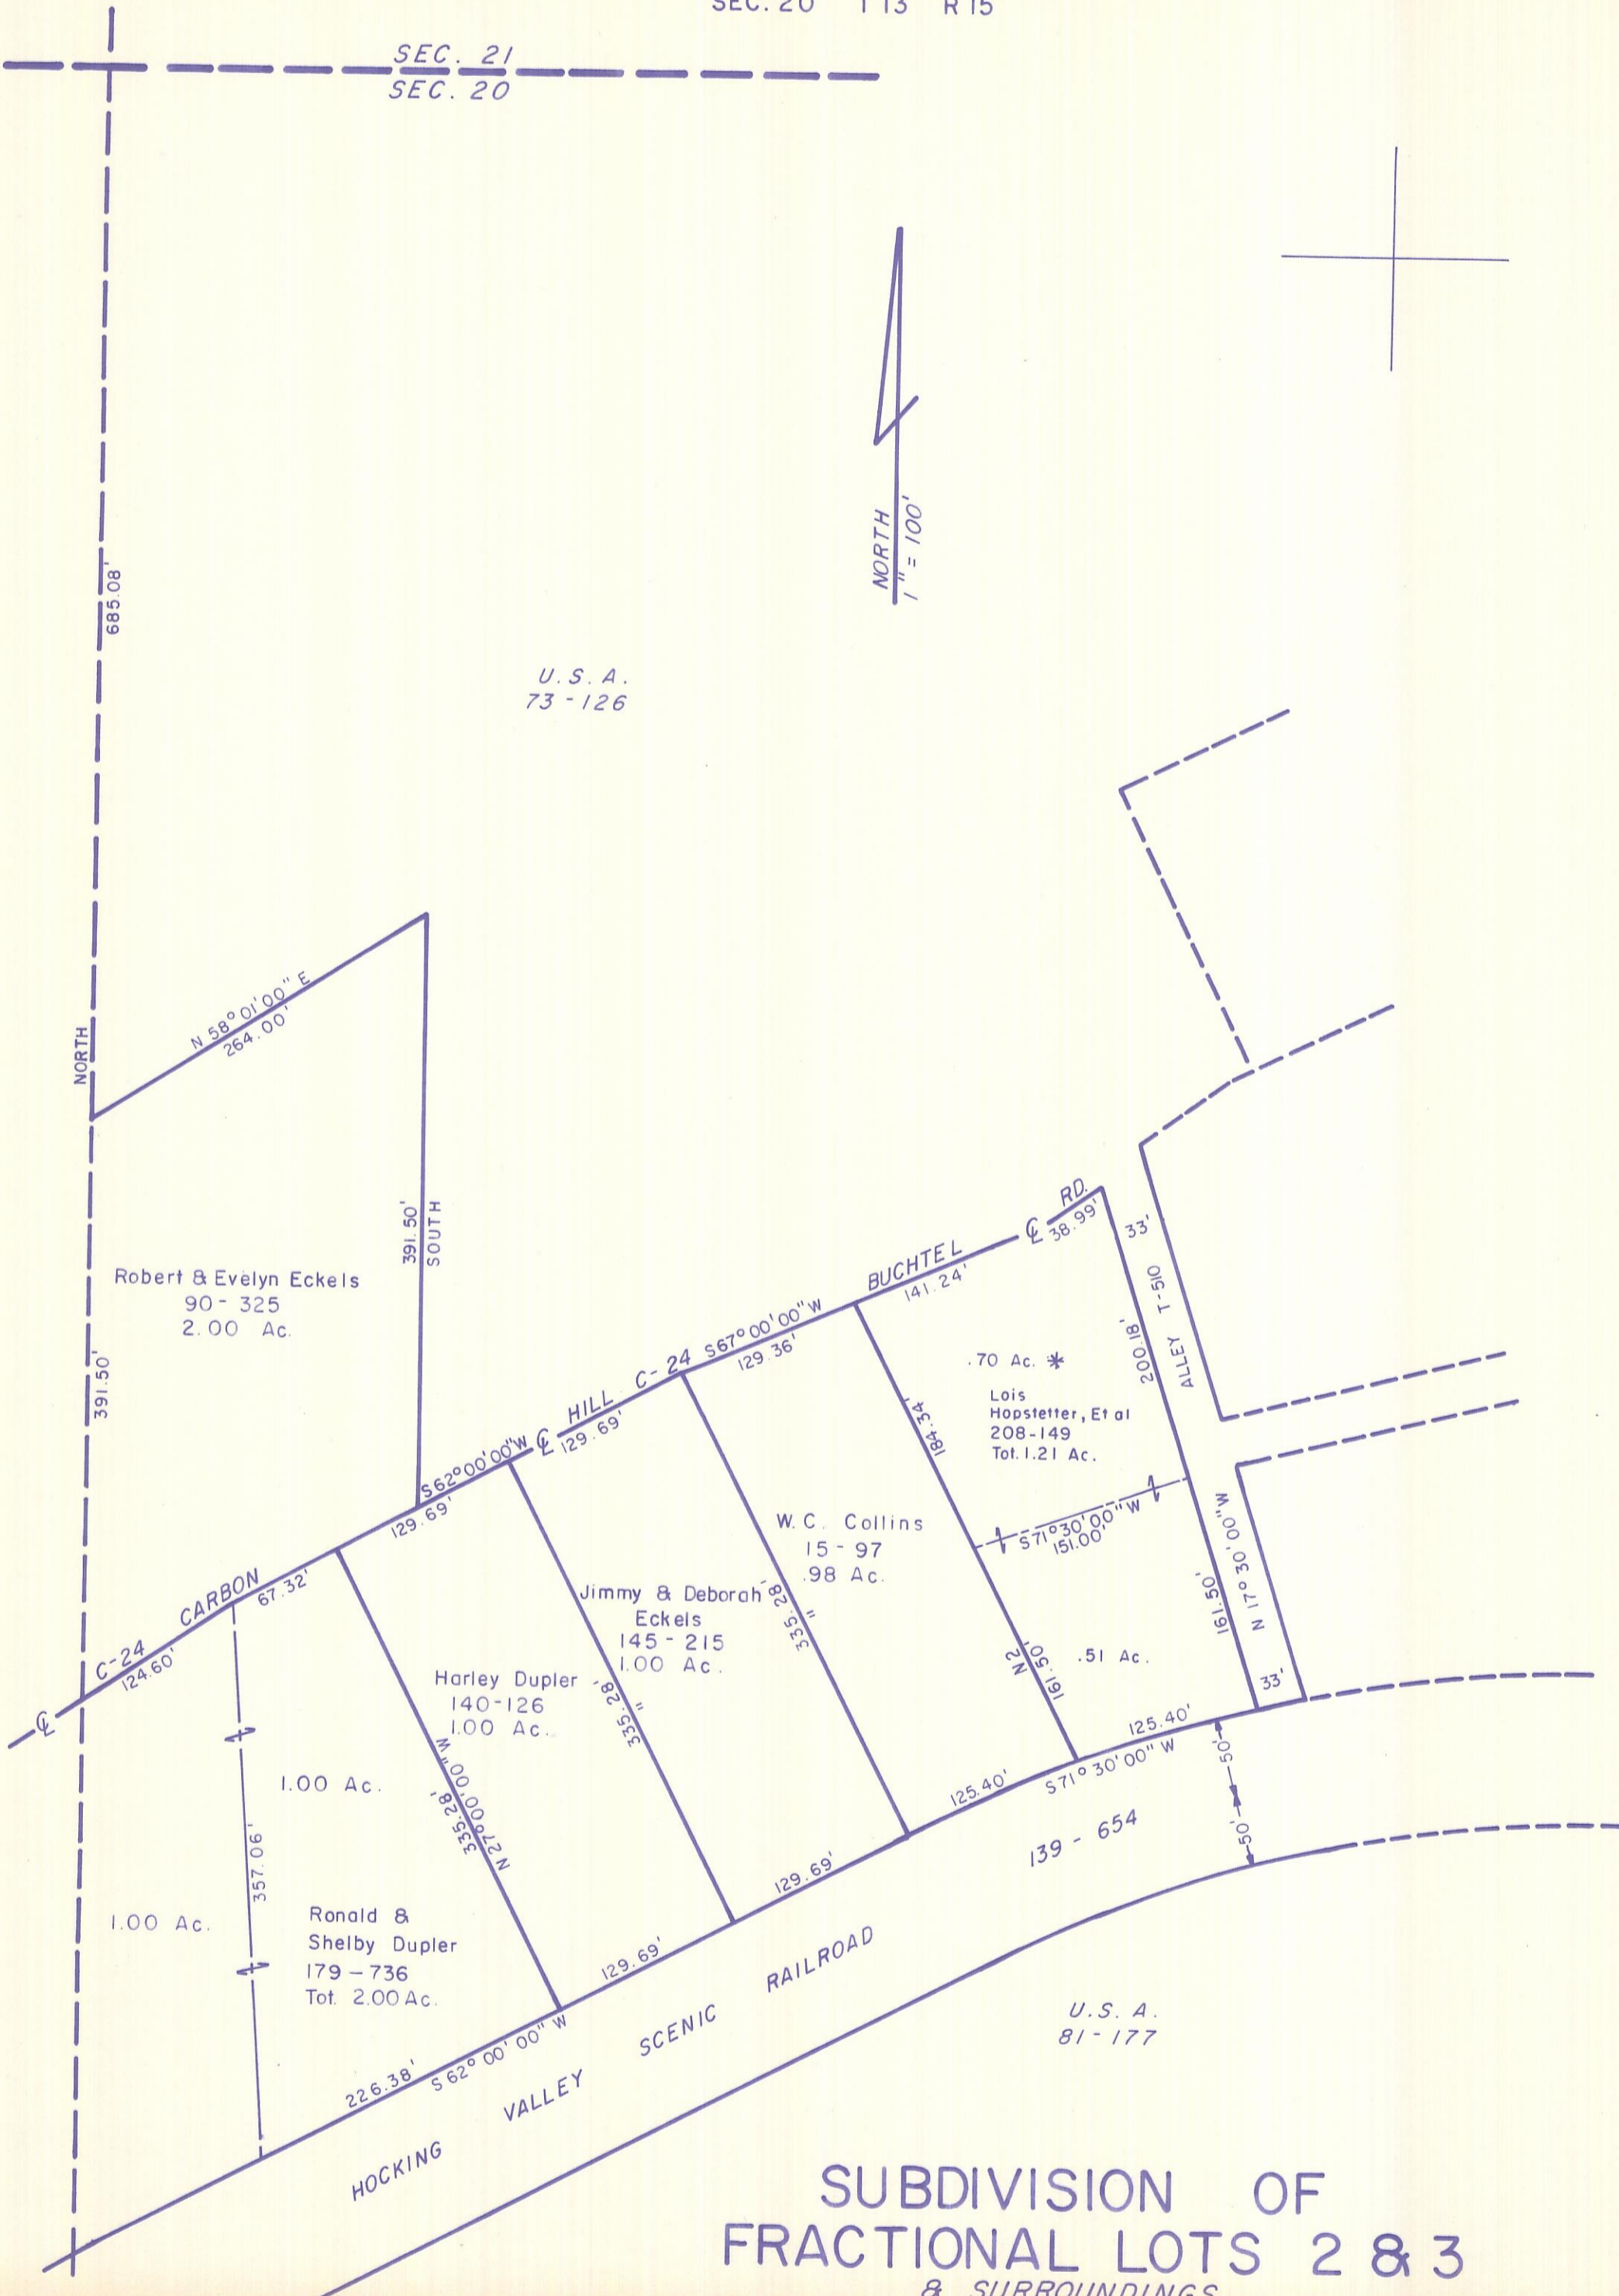 SEC. 20 T 13 R 15
SEC. 21
SEC. 20
685.08'
NORTH
1" = 100'
U. S. A.
73 - 126
N 58° 01' 00" E
264.00'
NORTH
391.50'
SOUTH
391.50'
Robert & Evelyn Eckels
90 - 325
2.00 Ac.
℄ C-24 CARBON ℄ HILL C-24 BUCHTEL ℄ RD.
124.60'
67.32'
S 62° 00' 00" W
129.69'
129.69'
S 67° 00' 00" W
129.36'
141.24'
38.99'
33'
ALLEY T-510
200.18'
.70 Ac. *
Lois
Hopstetter, Et al
208-149
Tot. 1.21 Ac.
184.34'
S 71° 30' 00" W
151.00'
W. C. Collins
15 - 97
.98 Ac.
Jimmy & Deborah
Eckels
145 - 215
1.00 Ac.
335.28'
"
161.50'
N 17° 30' 00" W
N 2
161.50'
.51 Ac.
33'
Harley Dupler
140-126
1.00 Ac.
335.28'
"
335.28'
N 27° 00' 00" W
1.00 Ac.
357.06'
1.00 Ac.
Ronald &
Shelby Dupler
179 - 736
Tot. 2.00 Ac.
125.40'
S 71° 30' 00" W
125.40'
50'
50'
139 - 654
129.69'
129.69'
226.38'
S 62° 00' 00" W
HOCKING VALLEY SCENIC RAILROAD
U. S. A.
81 - 177
SUBDIVISION OF
FRACTIONAL LOTS 2 & 3
& SURROUNDINGS